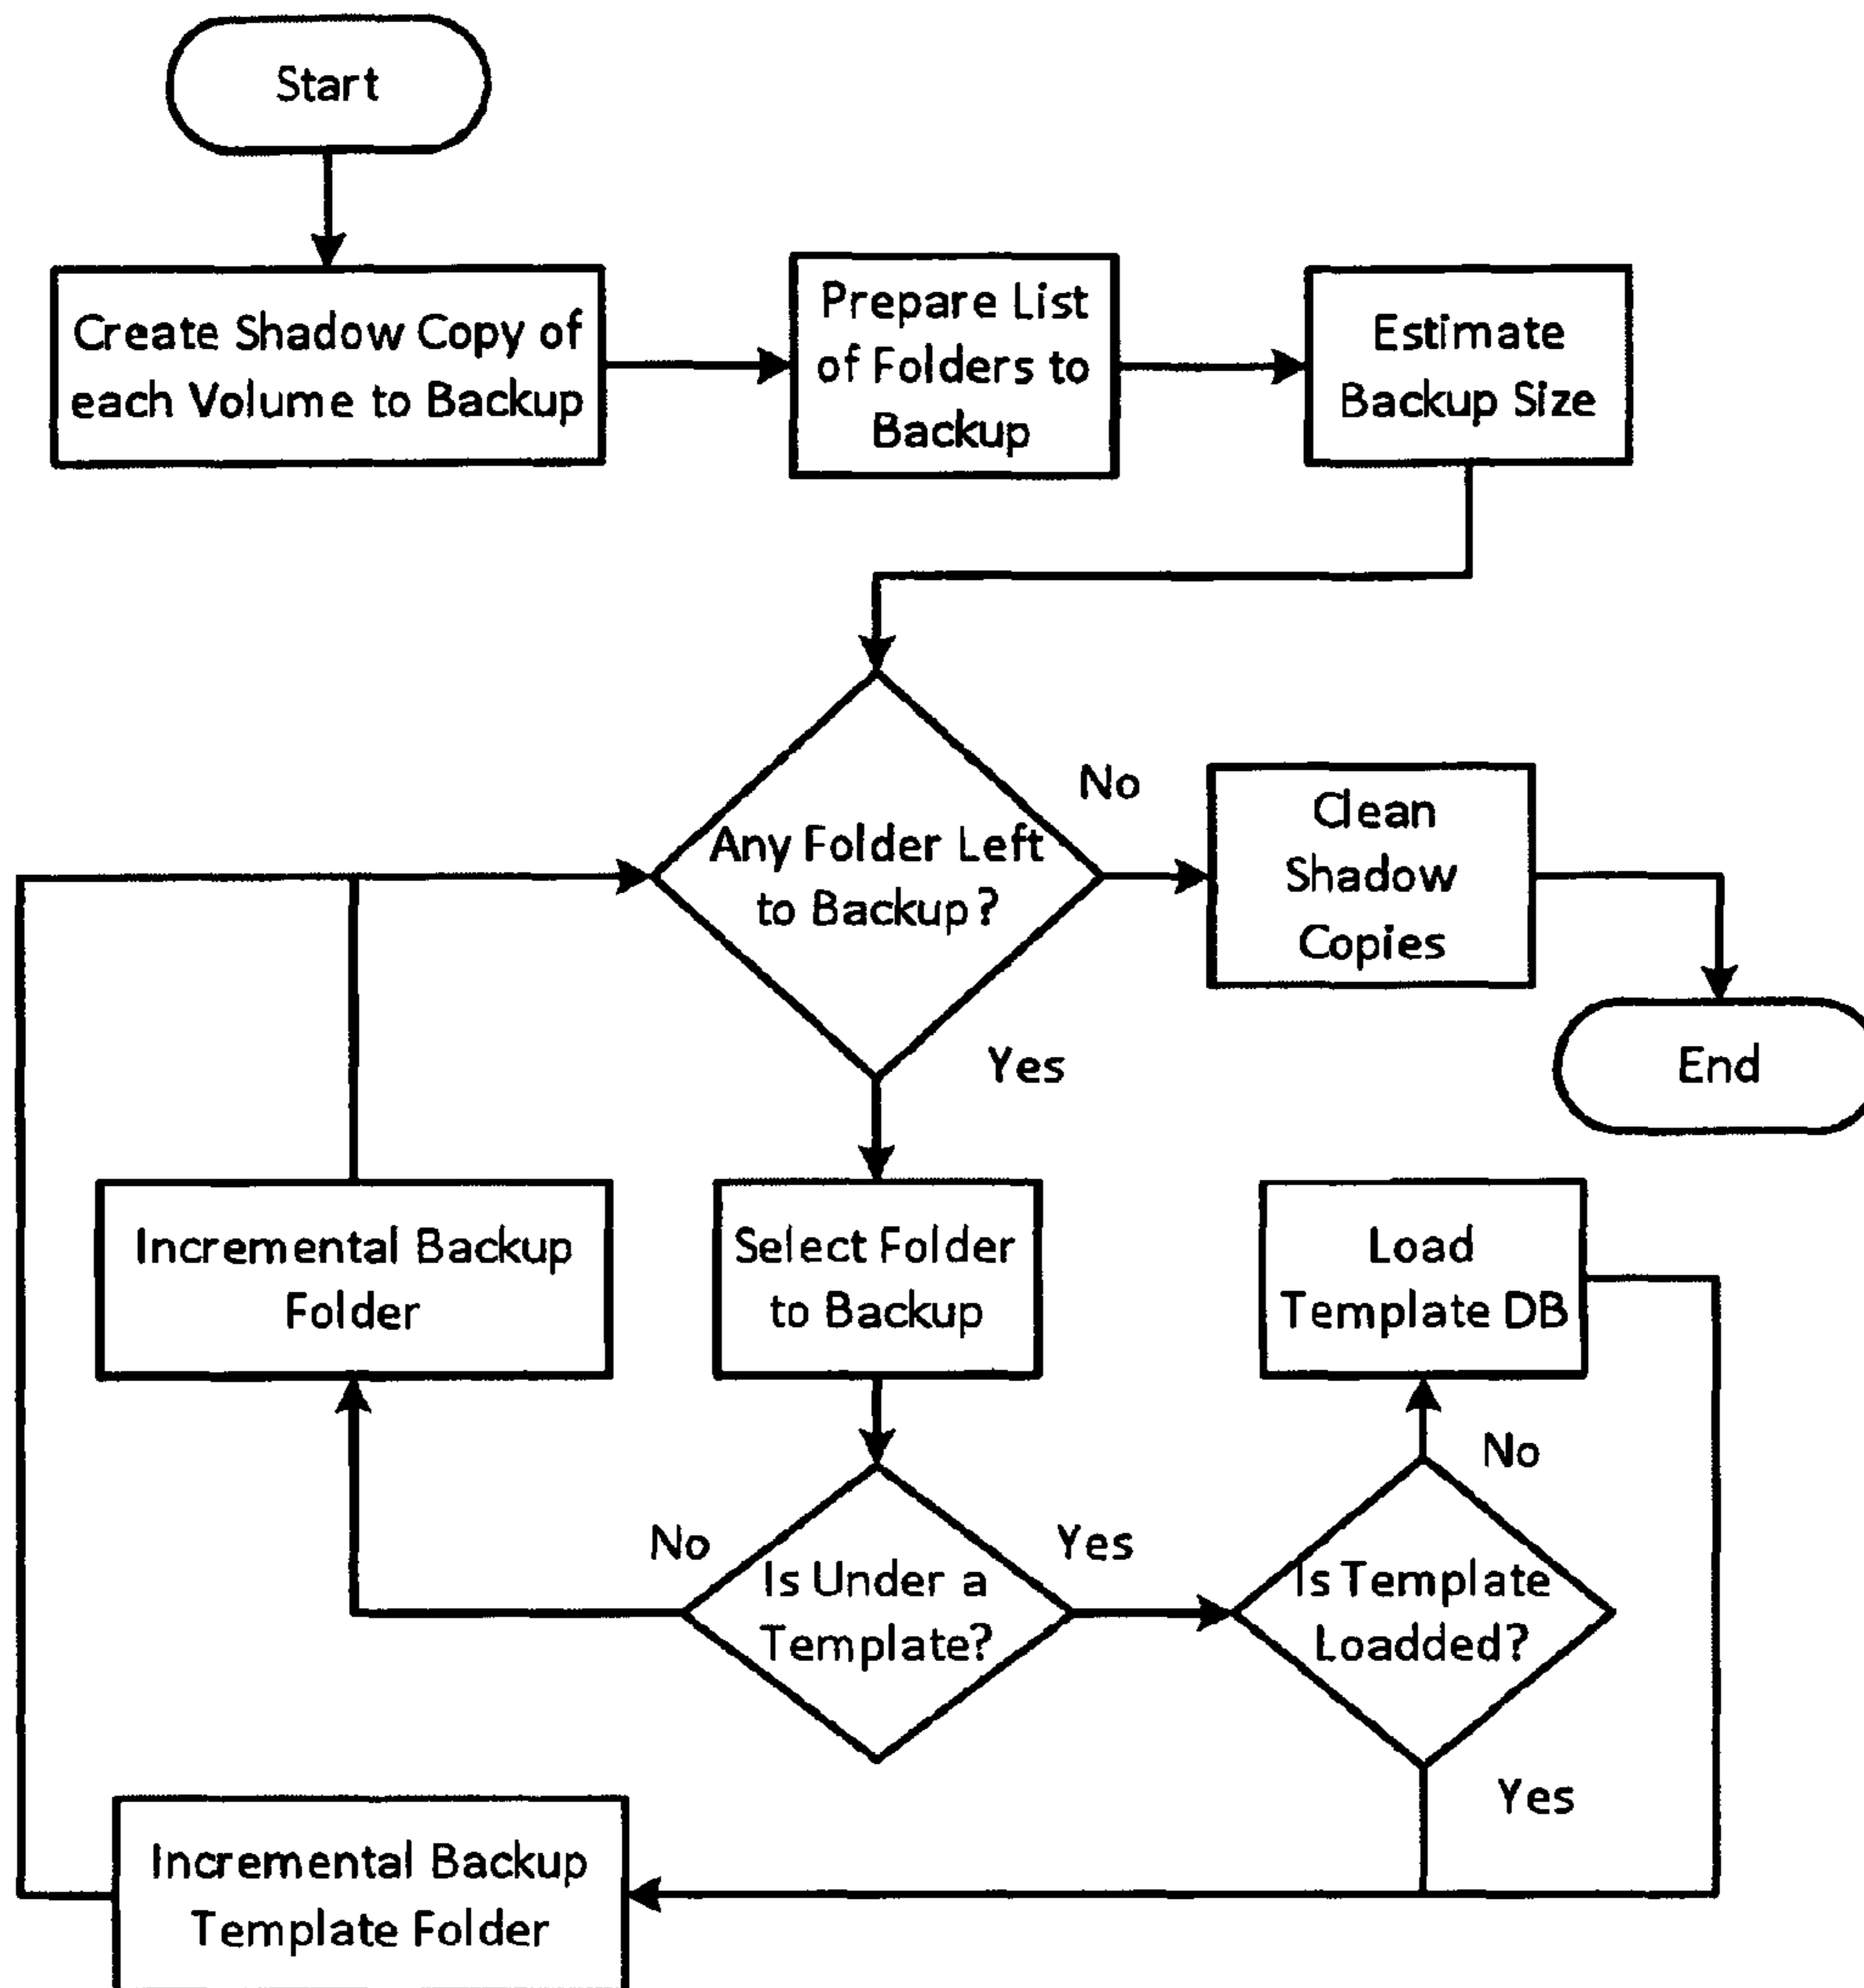 Start
Create Shadow Copy of
each Volume to Backup
Prepare List
of Folders to
Backup
Estimate
Backup Size
No
Any Folder Left
to Backup?
Clean
Shadow
Copies
Yes
End
Incremental Backup
Folder
Select Folder
to Backup
Load
Template DB
No
No
Yes
Is Under a
Template?
Is Template
Loadded?
Yes
Incremental Backup
Template Folder